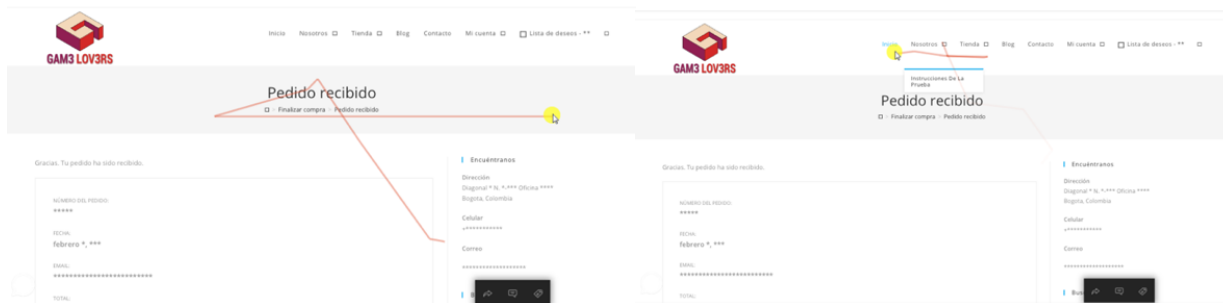 Inicio Nosotros Tienda Blog Contacto Mi cuenta Lista de deseos - **
GAM3 LOV3RS
Pedido recibido
Finalizar compra Pedido recibido
Gracias. Tu pedido ha sido recibido.
NÚMERO DEL PEDIDO:
*****
FECHA:
febrero *, ***
EMAIL:
*************************
TOTAL:
Encuéntranos
Dirección
Diagonal * N, *-*** Oficina ****
Bogota, Colombia
Celular
+***********
Correo
*******************
Inicio Nosotros Tienda Blog Contacto Mi cuenta Lista de deseos - **
GAM3 LOV3RS
Instrucciones De La
Prueba
Pedido recibido
Finalizar compra Pedido recibido
Gracias. Tu pedido ha sido recibido.
NÚMERO DEL PEDIDO:
*****
FECHA:
febrero *, ***
EMAIL:
*************************
TOTAL:
Encuéntranos
Dirección
Diagonal * N, *-*** Oficina ****
Bogota, Colombia
Celular
+***********
Correo
*******************